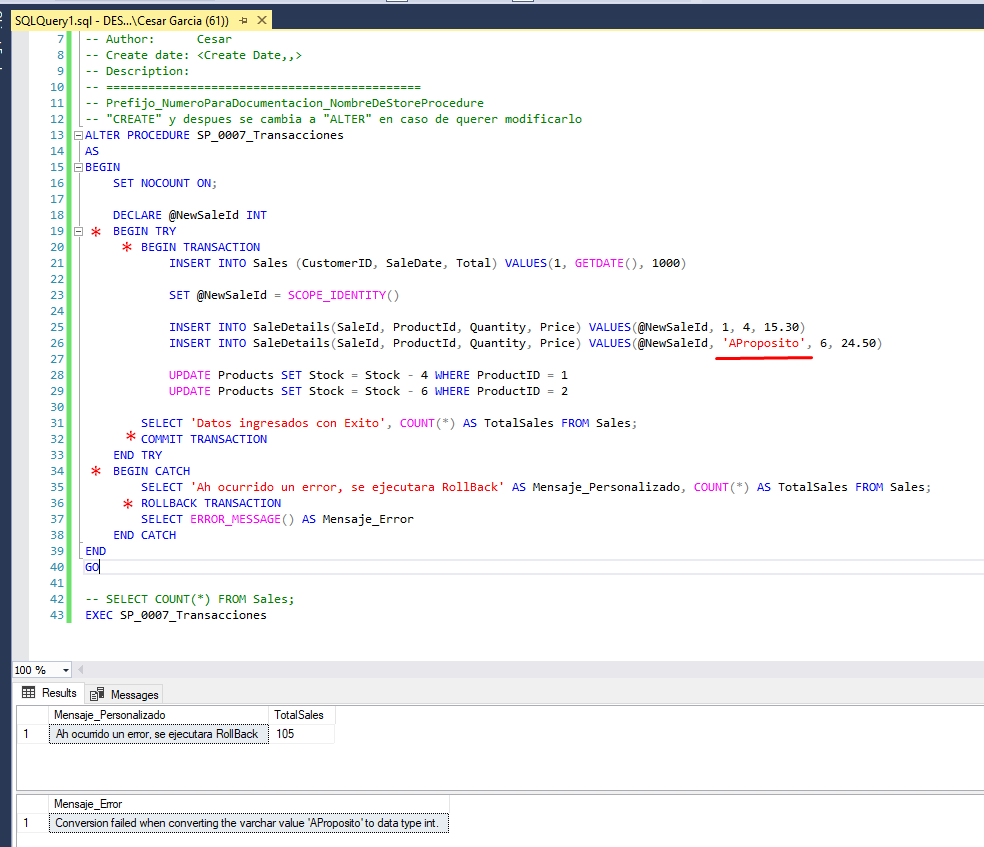 SQLQuery1.sql - DES...\Cesar Garcia (61))
7 -- Author: Cesar
8 -- Create date: <Create Date,,>
9 -- Description:
10 -- =============================================
11 -- Prefijo_NumeroParaDocumentacion_NombreDeStoreProcedure
12 -- "CREATE" y despues se cambia a "ALTER" en caso de querer modificarlo
13 ALTER PROCEDURE SP_0007_Transacciones
14 AS
15 BEGIN
16 SET NOCOUNT ON;
17
18 DECLARE @NewSaleId INT
19 * BEGIN TRY
20 * BEGIN TRANSACTION
21 INSERT INTO Sales (CustomerID, SaleDate, Total) VALUES(1, GETDATE(), 1000)
22
23 SET @NewSaleId = SCOPE_IDENTITY()
24
25 INSERT INTO SaleDetails(SaleId, ProductId, Quantity, Price) VALUES(@NewSaleId, 1, 4, 15.30)
26 INSERT INTO SaleDetails(SaleId, ProductId, Quantity, Price) VALUES(@NewSaleId, 'AProposito', 6, 24.50)
27
28 UPDATE Products SET Stock = Stock - 4 WHERE ProductID = 1
29 UPDATE Products SET Stock = Stock - 6 WHERE ProductID = 2
30
31 SELECT 'Datos ingresados con Exito', COUNT(*) AS TotalSales FROM Sales;
32 * COMMIT TRANSACTION
33 END TRY
34 * BEGIN CATCH
35 SELECT 'Ah ocurrido un error, se ejecutara RollBack' AS Mensaje_Personalizado, COUNT(*) AS TotalSales FROM Sales;
36 * ROLLBACK TRANSACTION
37 SELECT ERROR_MESSAGE() AS Mensaje_Error
38 END CATCH
39 END
40 GO
41
42 -- SELECT COUNT(*) FROM Sales;
43 EXEC SP_0007_Transacciones
100 %
Results Messages
Mensaje_Personalizado TotalSales
1 Ah ocurrido un error, se ejecutara RollBack 105
Mensaje_Error
1 Conversion failed when converting the varchar value 'AProposito' to data type int.